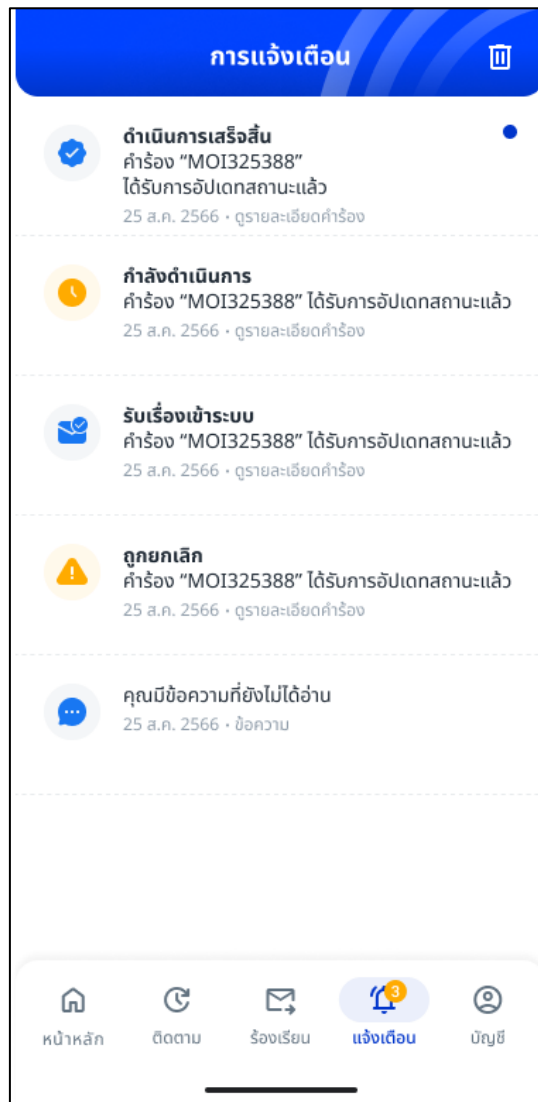 การแจ้งเตือน
ดำเนินการเสร็จสิ้น
คำร้อง “MOI325388”
ได้รับการอัปเดทสถานะแล้ว
25 ส.ค. 2566 • ดูรายละเอียดคำร้อง
กำลังดำเนินการ
คำร้อง “MOI325388” ได้รับการอัปเดทสถานะแล้ว
25 ส.ค. 2566 • ดูรายละเอียดคำร้อง
รับเรื่องเข้าระบบ
คำร้อง “MOI325388” ได้รับการอัปเดทสถานะแล้ว
25 ส.ค. 2566 • ดูรายละเอียดคำร้อง
ถูกยกเลิก
คำร้อง “MOI325388” ได้รับการอัปเดทสถานะแล้ว
25 ส.ค. 2566 • ดูรายละเอียดคำร้อง
คุณมีข้อความที่ยังไม่ได้อ่าน
25 ส.ค. 2566 • ข้อความ
3
หน้าหลัก ติดตาม ร้องเรียน แจ้งเตือน บัญชี